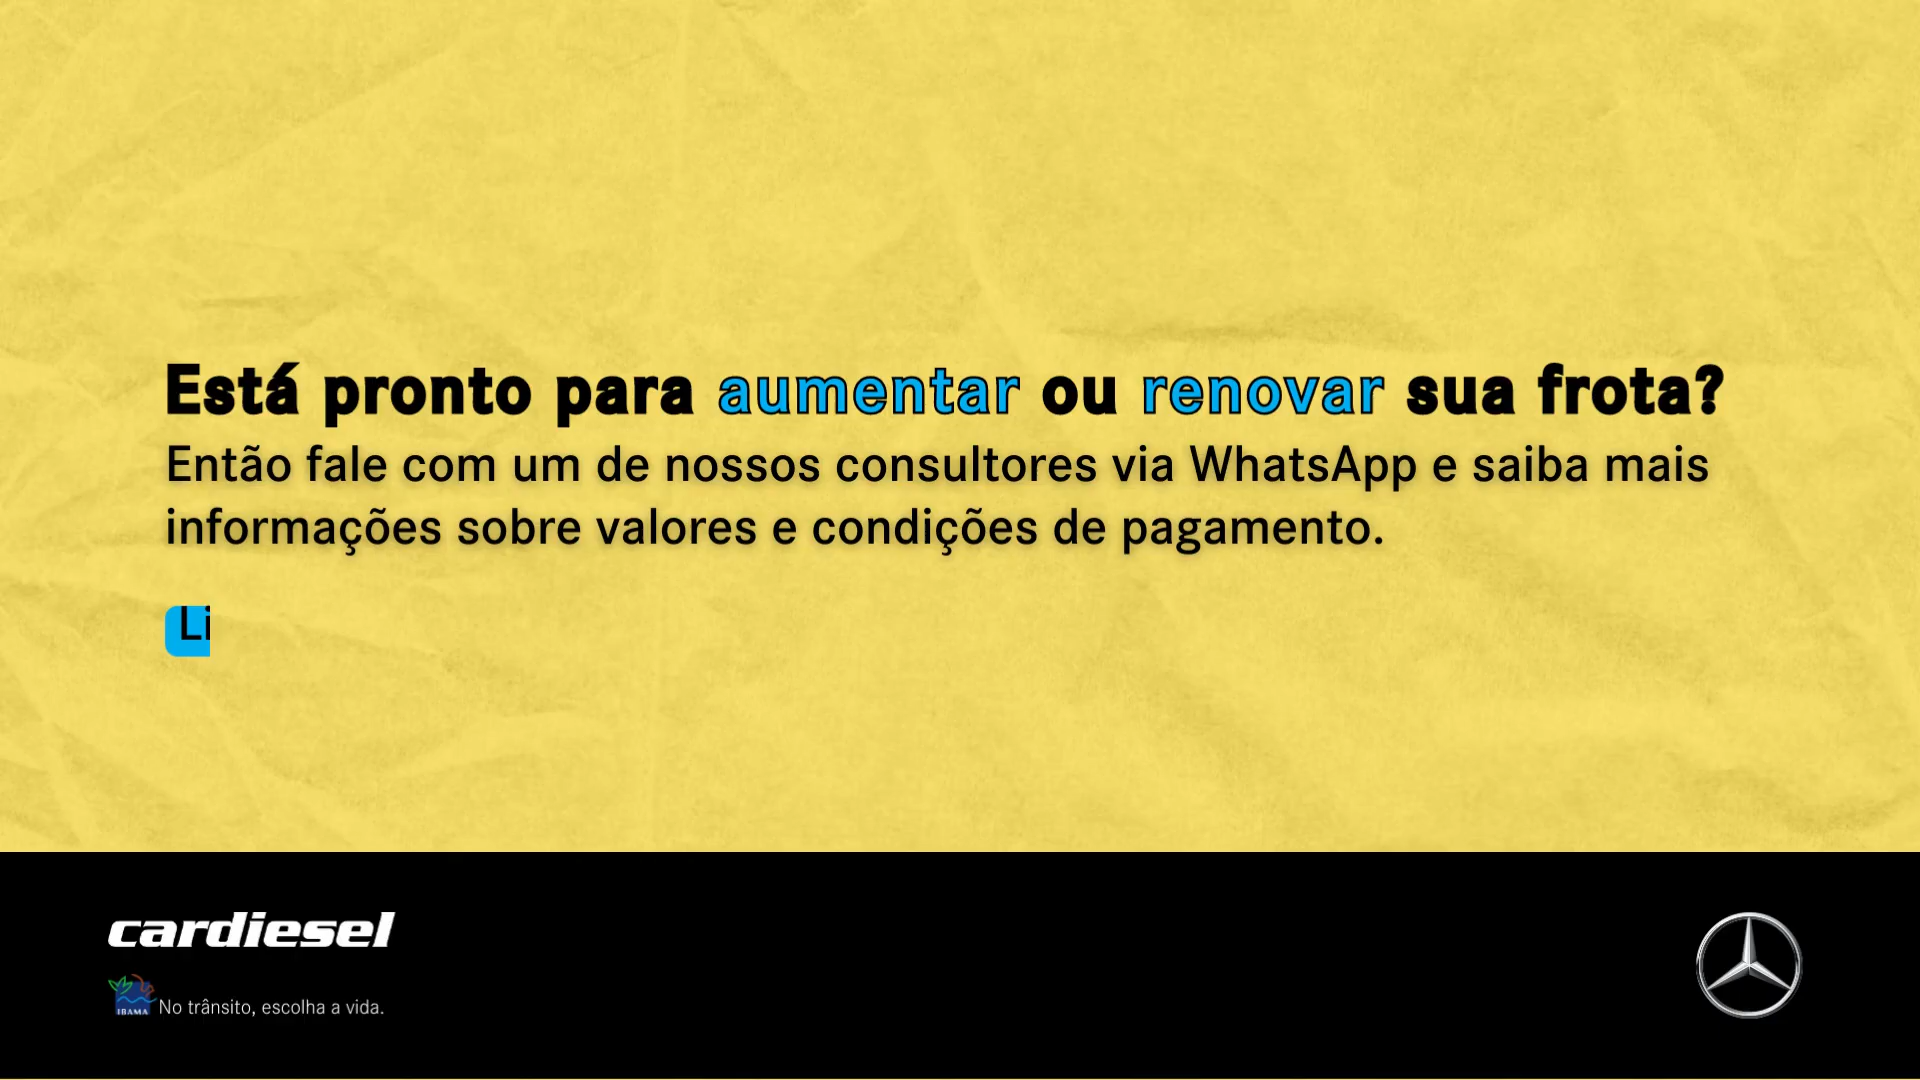 Está pronto para aumentar ou renovar sua frota?
Então fale com um de nossos consultores via WhatsApp e saiba mais
informações sobre valores e condições de pagamento.
Li
cardiesel
IBAMA No trânsito, escolha a vida.